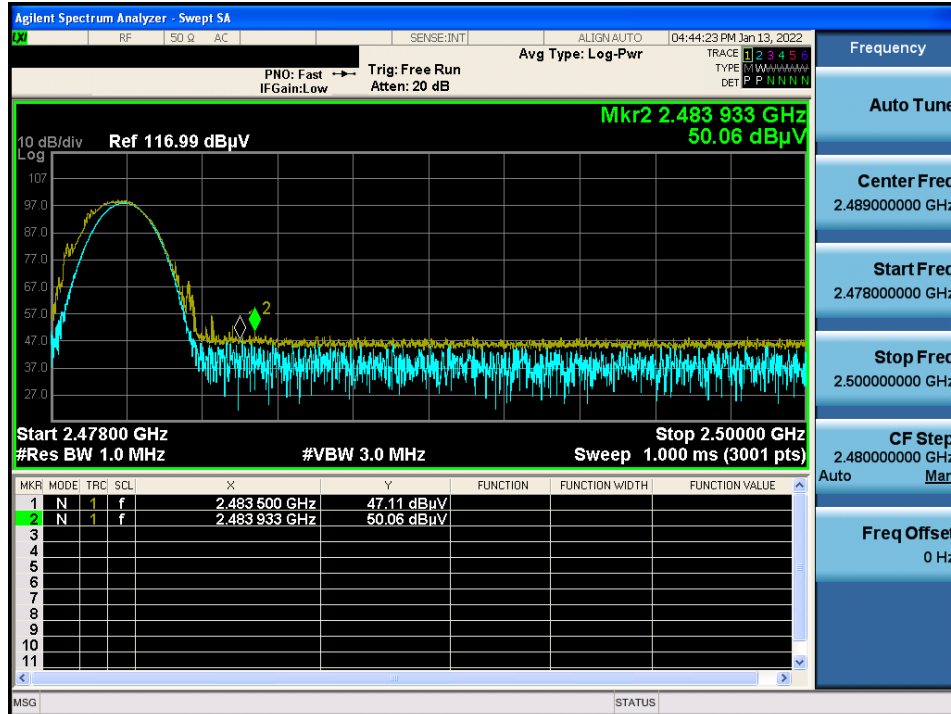 Agilent Spectrum Analyzer - Swept SA
LXI RF 50 Ω AC SENSE:INT ALIGN AUTO 04:44:23 PM Jan 13, 2022
PNO: Fast Trig: Free Run Avg Type: Log-Pwr TRACE 1 2 3 4 5 6
IFGain:Low Atten: 20 dB TYPE M W W W W W
DET P P N N N N
Mkr2 2.483 933 GHz
50.06 dBµV
10 dB/div Ref 116.99 dBµV
Log
107
97.0
87.0
77.0
67.0
57.0
47.0
37.0
27.0
2
Start 2.47800 GHz Stop 2.50000 GHz
#Res BW 1.0 MHz #VBW 3.0 MHz Sweep 1.000 ms (3001 pts)
MKR MODE TRC SCL X Y FUNCTION FUNCTION WIDTH FUNCTION VALUE
1 N 1 f 2.483 500 GHz 47.11 dBµV
2 N 1 f 2.483 933 GHz 50.06 dBµV
3
4
5
6
7
8
9
10
11
MSG STATUS
Frequency
Auto Tune
Center Freq
2.489000000 GHz
Start Freq
2.478000000 GHz
Stop Freq
2.500000000 GHz
CF Step
2.480000000 GHz
Auto Man
Freq Offset
0 Hz